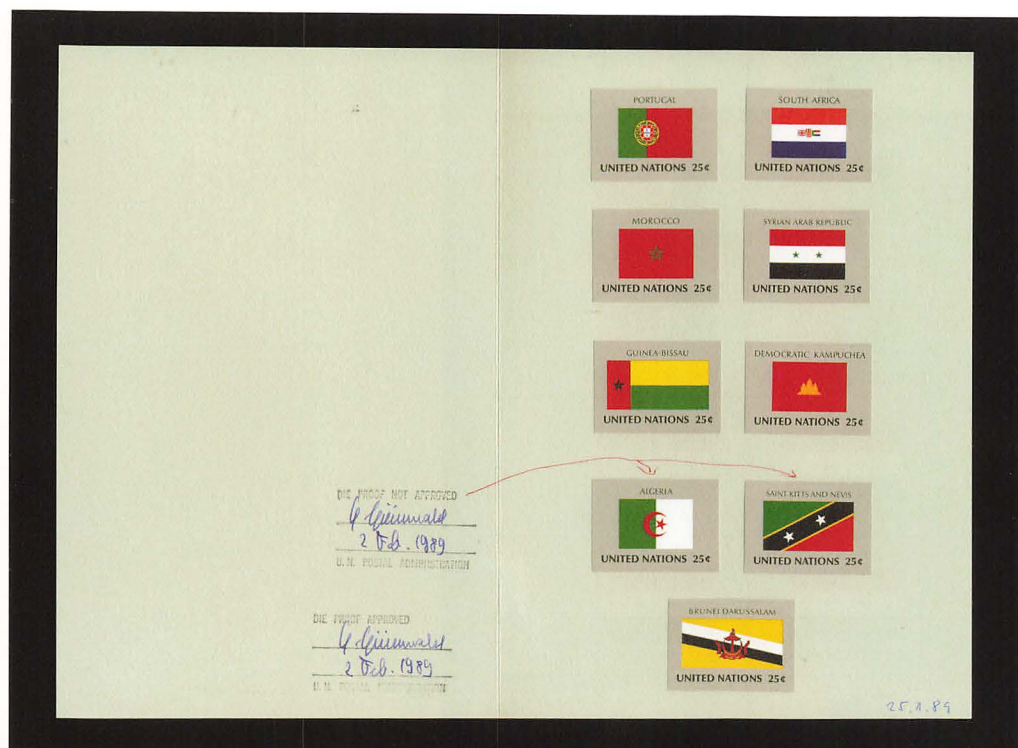 PORTUGAL
UNITED NATIONS 25¢
SOUTH AFRICA
UNITED NATIONS 25¢
MOROCCO
UNITED NATIONS 25¢
SYRIAN ARAB REPUBLIC
UNITED NATIONS 25¢
GUINEA-BISSAU
UNITED NATIONS 25¢
DEMOCRATIC KAMPUCHEA
UNITED NATIONS 25¢
ALGERIA
UNITED NATIONS 25¢
SAINT KITTS AND NEVIS
UNITED NATIONS 25¢
BRUNEI DARUSSALAM
UNITED NATIONS 25¢
DIE PROOF NOT APPROVED
2 Feb. 1989
U.N. POSTAL ADMINISTRATION
DIE PROOF APPROVED
2 Feb. 1989
U.N. POSTAL ADMINISTRATION
25.1.89